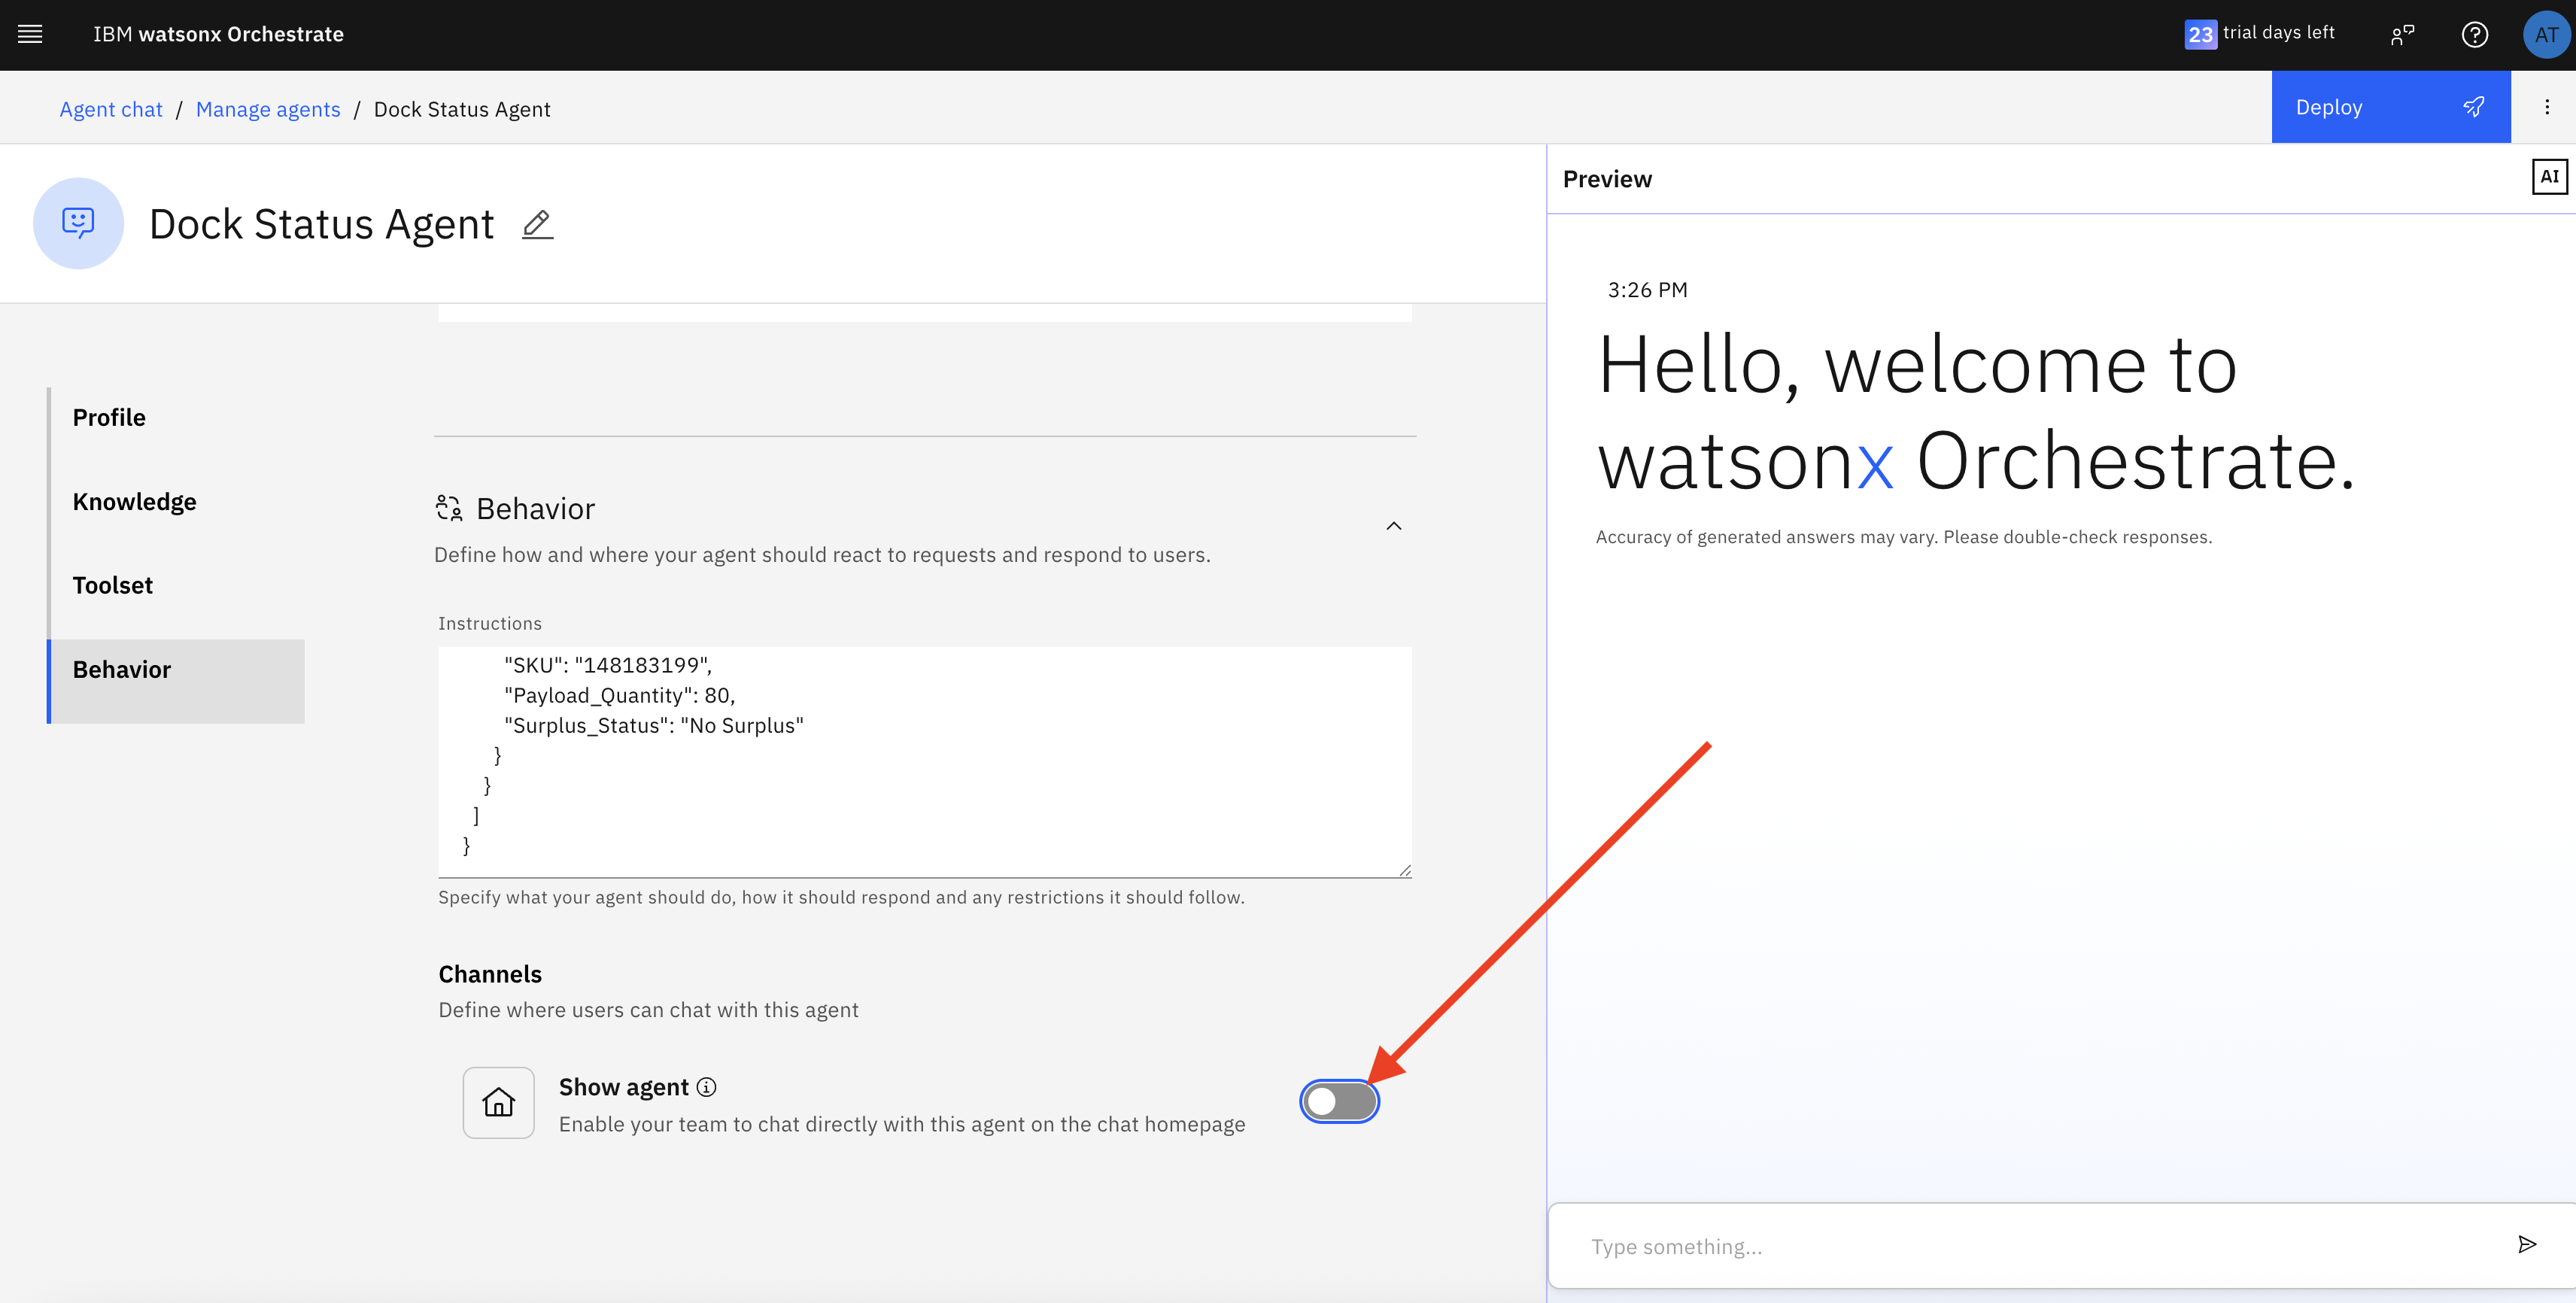 IBM watsonx Orchestrate
23 trial days left
AT
Agent chat / Manage agents / Dock Status Agent
Deploy
Dock Status Agent
Preview
AI
Profile
Knowledge
Toolset
Behavior
Behavior
Define how and where your agent should react to requests and respond to users.
Instructions
"SKU": "148183199",
"Payload_Quantity": 80,
"Surplus_Status": "No Surplus"
}
}
]
}
Specify what your agent should do, how it should respond and any restrictions it should follow.
Channels
Define where users can chat with this agent
Show agent
Enable your team to chat directly with this agent on the chat homepage
3:26 PM
Hello, welcome to
watsonx Orchestrate.
Accuracy of generated answers may vary. Please double-check responses.
Type something...